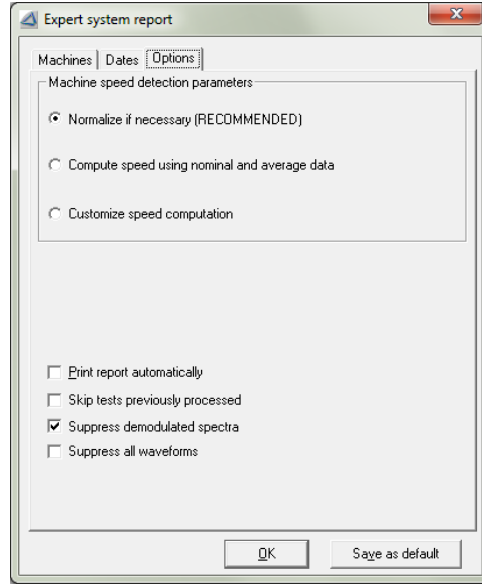 Expert system report
Machines
Dates
Options
Machine speed detection parameters
Normalize if necessary (RECOMMENDED)
Compute speed using nominal and average data
Customize speed computation
Print report automatically
Skip tests previously processed
Suppress demodulated spectra
Suppress all waveforms
OK
Save as default